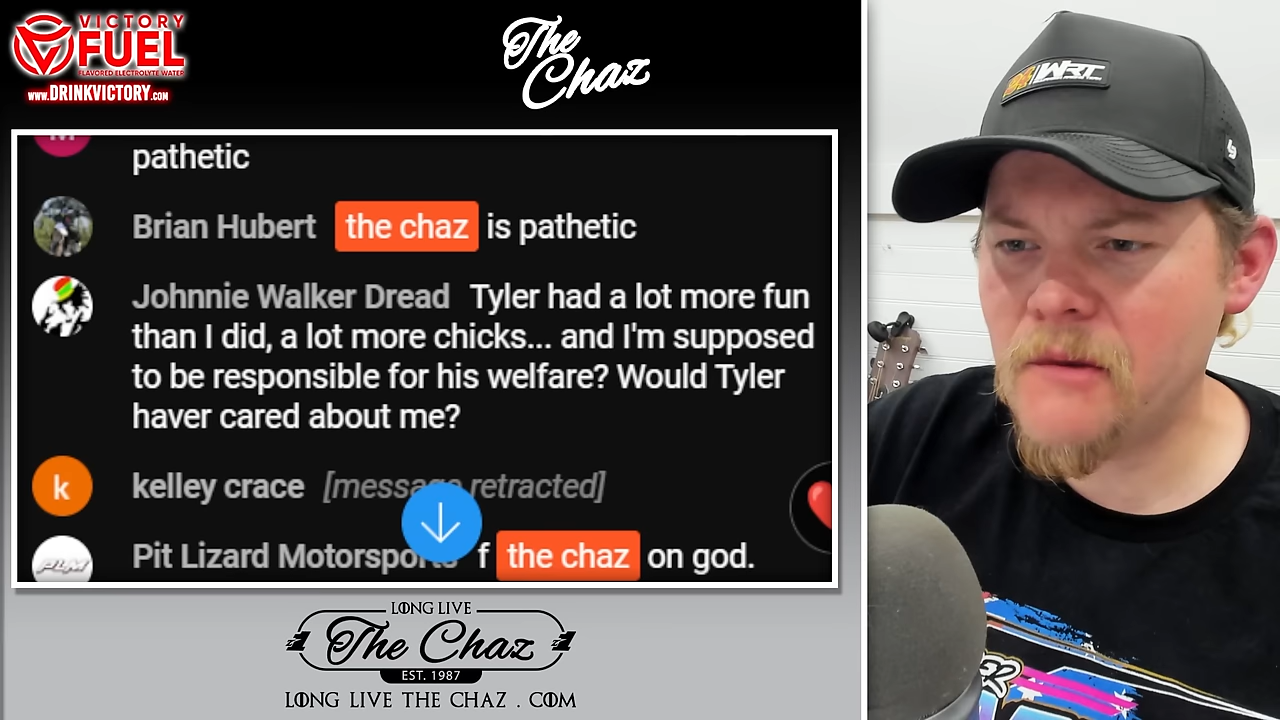 VICTORY
FUEL
FLAVORED ELECTROLYTE WATER
www.DRINKVICTORY.com
The
Chaz
pathetic
Brian Hubert the chaz is pathetic
Johnnie Walker Dread Tyler had a lot more fun
than I did, a lot more chicks... and I'm supposed
to be responsible for his welfare? Would Tyler
haver cared about me?
k kelley crace [message retracted]
Pit Lizard Motorsports f the chaz on god.
PLM
LONG LIVE
The Chaz
EST. 1987
LONG LIVE THE CHAZ . COM
WRT